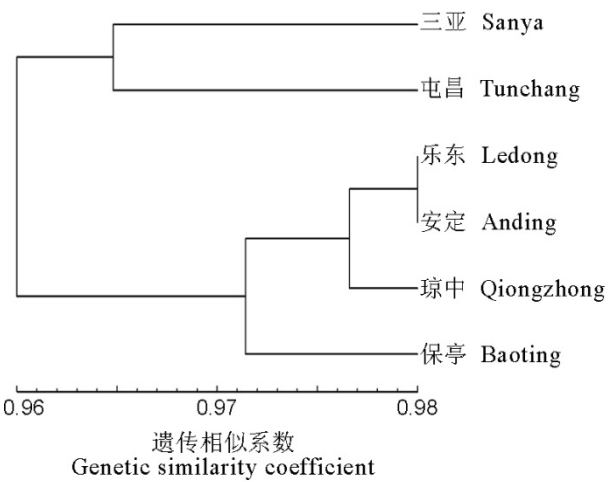 三亚 Sanya
屯昌 Tunchang
乐东 Ledong
安定 Anding
琼中 Qiongzhong
保亭 Baoting
0.96 0.97 0.98
遗传相似系数
Genetic similarity coefficient